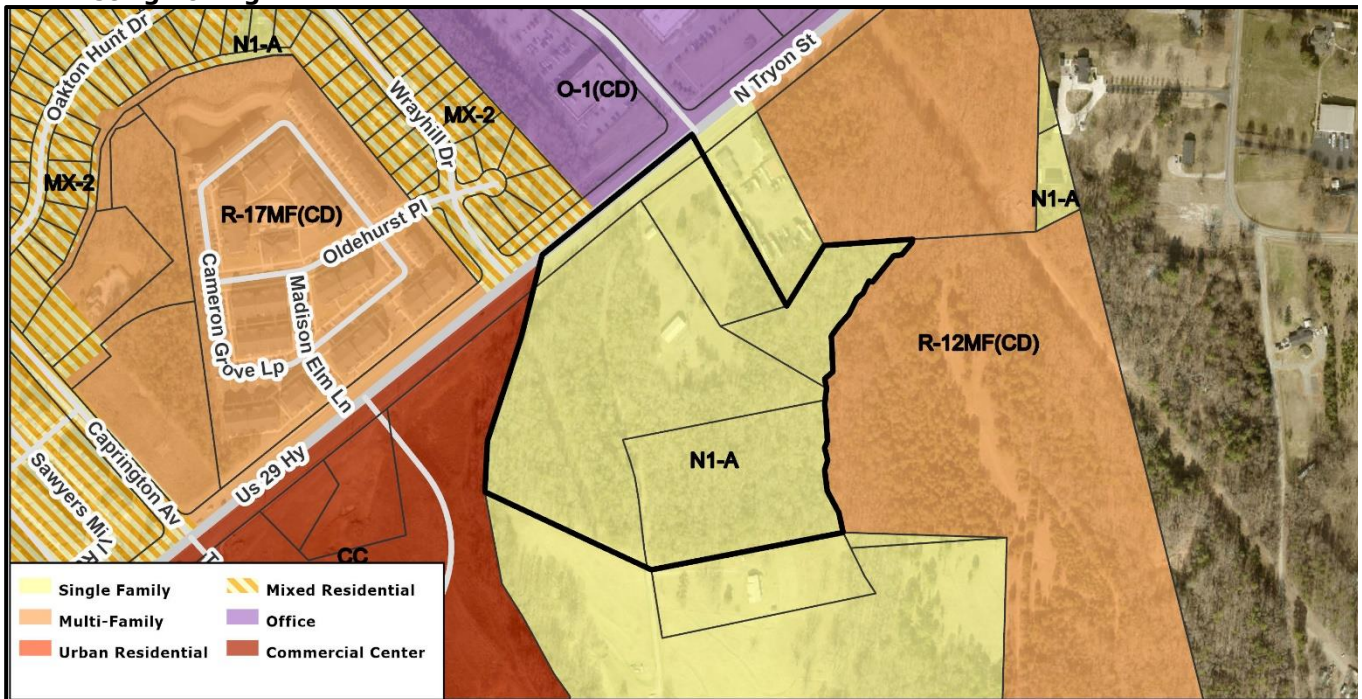 Oakton Hunt Dr
N1-A
Wrayhill Dr
MX-2
O-1(CD)
N Tryon St
MX-2
R-17MF(CD)
Oldehurst Pl
N1-A
Cameron Grove Lp
Madison Elm Ln
R-12MF(CD)
Caprington Av
Us 29 Hy
N1-A
CC
Single Family
Mixed Residential
Multi-Family
Office
Urban Residential
Commercial Center